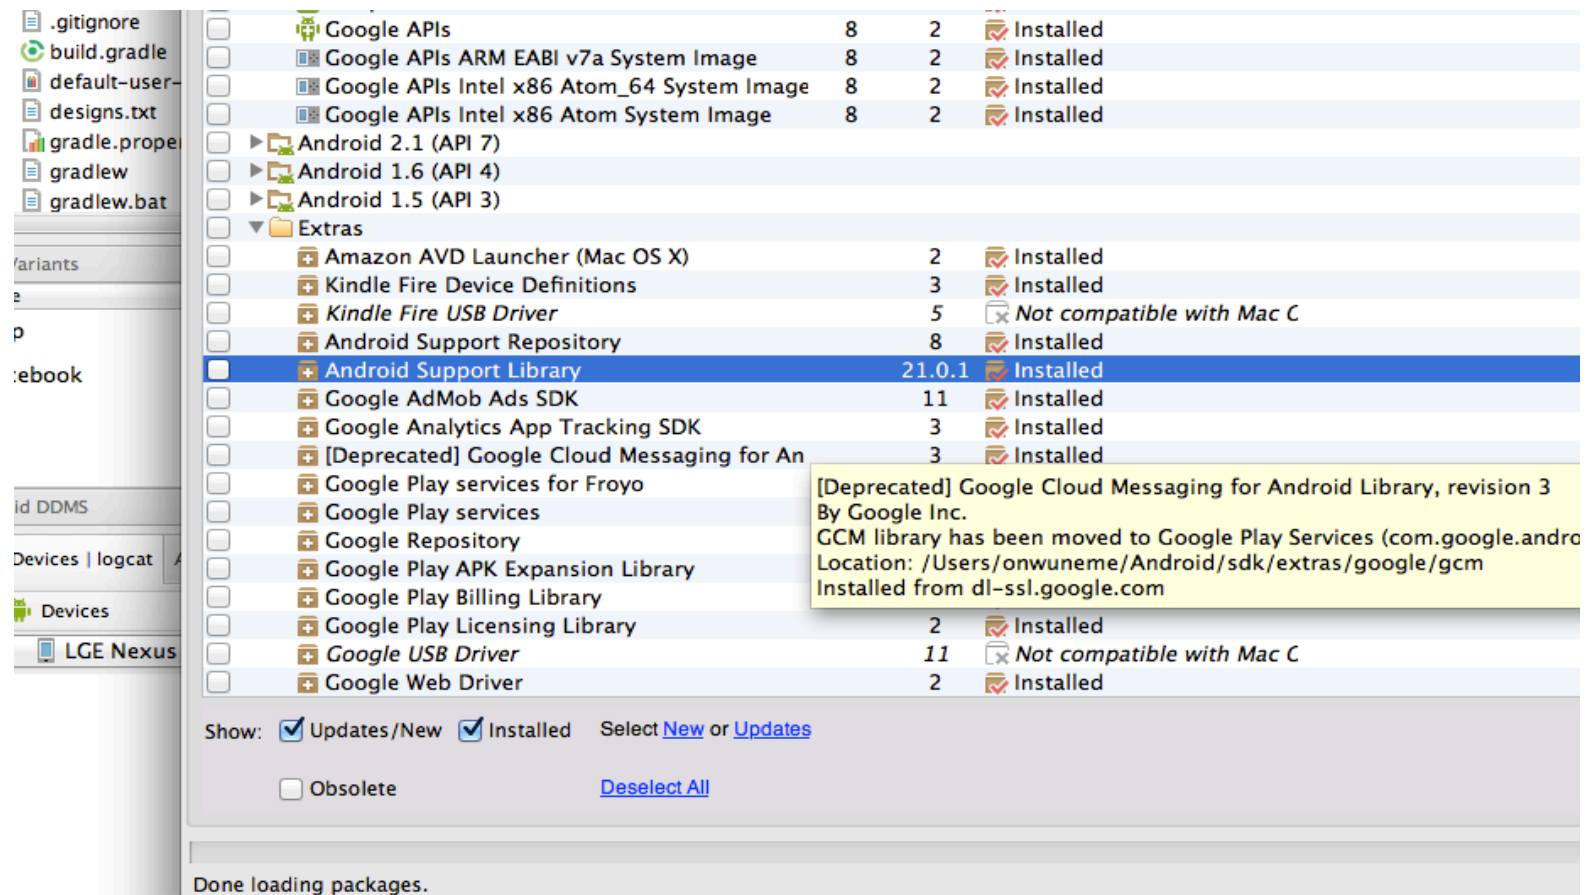 .gitignore
build.gradle
default-user-
designs.txt
gradle.proper
gradlew
gradlew.bat
Variants
e
p
cebook
id DDMS
Devices | logcat
Devices
LGE Nexus
Google APIs 8 2 Installed
Google APIs ARM EABI v7a System Image 8 2 Installed
Google APIs Intel x86 Atom_64 System Image 8 2 Installed
Google APIs Intel x86 Atom System Image 8 2 Installed
Android 2.1 (API 7)
Android 1.6 (API 4)
Android 1.5 (API 3)
Extras
Amazon AVD Launcher (Mac OS X) 2 Installed
Kindle Fire Device Definitions 3 Installed
Kindle Fire USB Driver 5 Not compatible with Mac O
Android Support Repository 8 Installed
Android Support Library 21.0.1 Installed
Google AdMob Ads SDK 11 Installed
Google Analytics App Tracking SDK 3 Installed
[Deprecated] Google Cloud Messaging for An 3 Installed
Google Play services for Froyo
Google Play services
Google Repository
Google Play APK Expansion Library
Google Play Billing Library
Google Play Licensing Library 2 Installed
Google USB Driver 11 Not compatible with Mac O
Google Web Driver 2 Installed
[Deprecated] Google Cloud Messaging for Android Library, revision 3
By Google Inc.
GCM library has been moved to Google Play Services (com.google.andro
Location: /Users/onwuneme/Android/sdk/extras/google/gcm
Installed from dl-ssl.google.com
Show: Updates/New Installed Select New or Updates
Obsolete Deselect All
Done loading packages.